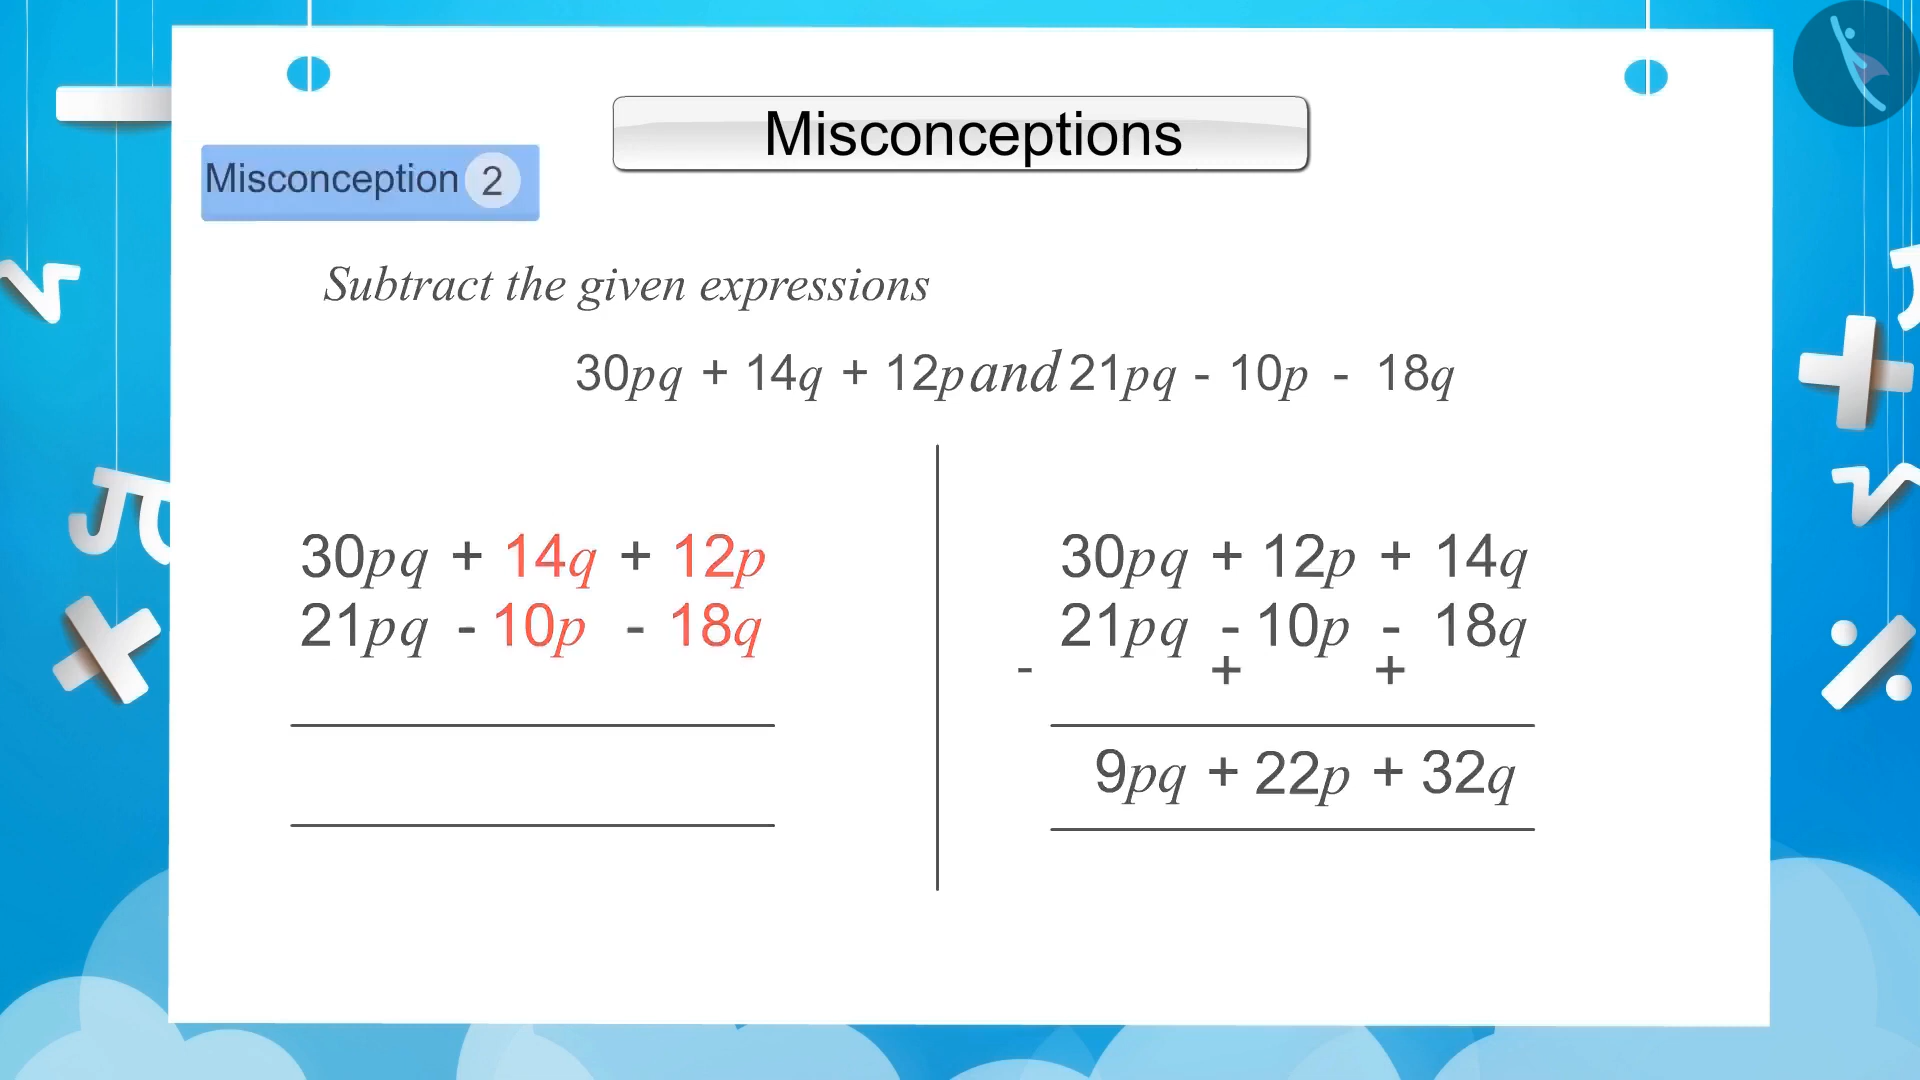 Misconceptions
Misconception 2
Subtract the given expressions
30pq + 14q + 12p and 21pq - 10p - 18q
30pq + 14q + 12p
21pq - 10p - 18q
30pq + 12p + 14q
21pq - 10p - 18q
- + +
9pq + 22p + 32q